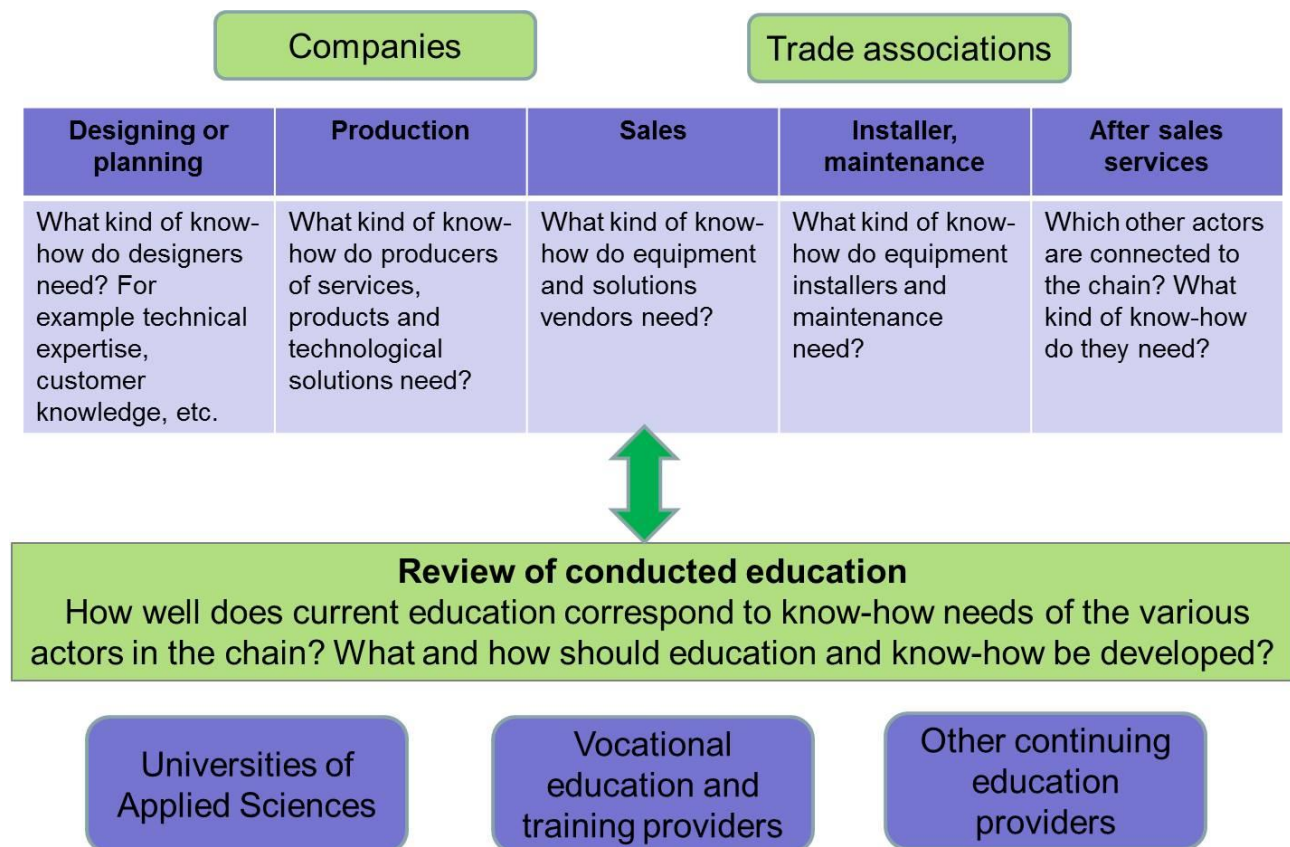 Companies
Trade associations
Designing or
planning
Production
Sales
Installer,
maintenance
After sales
services
What kind of know-
how do designers
need? For
example technical
expertise,
customer
knowledge, etc.
What kind of know-
how do producers
of services,
products and
technological
solutions need?
What kind of know-
how do equipment
and solutions
vendors need?
What kind of know-
how do equipment
installers and
maintenance
need?
Which other actors
are connected to
the chain? What
kind of know-how
do they need?
Review of conducted education
How well does current education correspond to know-how needs of the various
actors in the chain? What and how should education and know-how be developed?
Universities of
Applied Sciences
Vocational
education and
training providers
Other continuing
education
providers